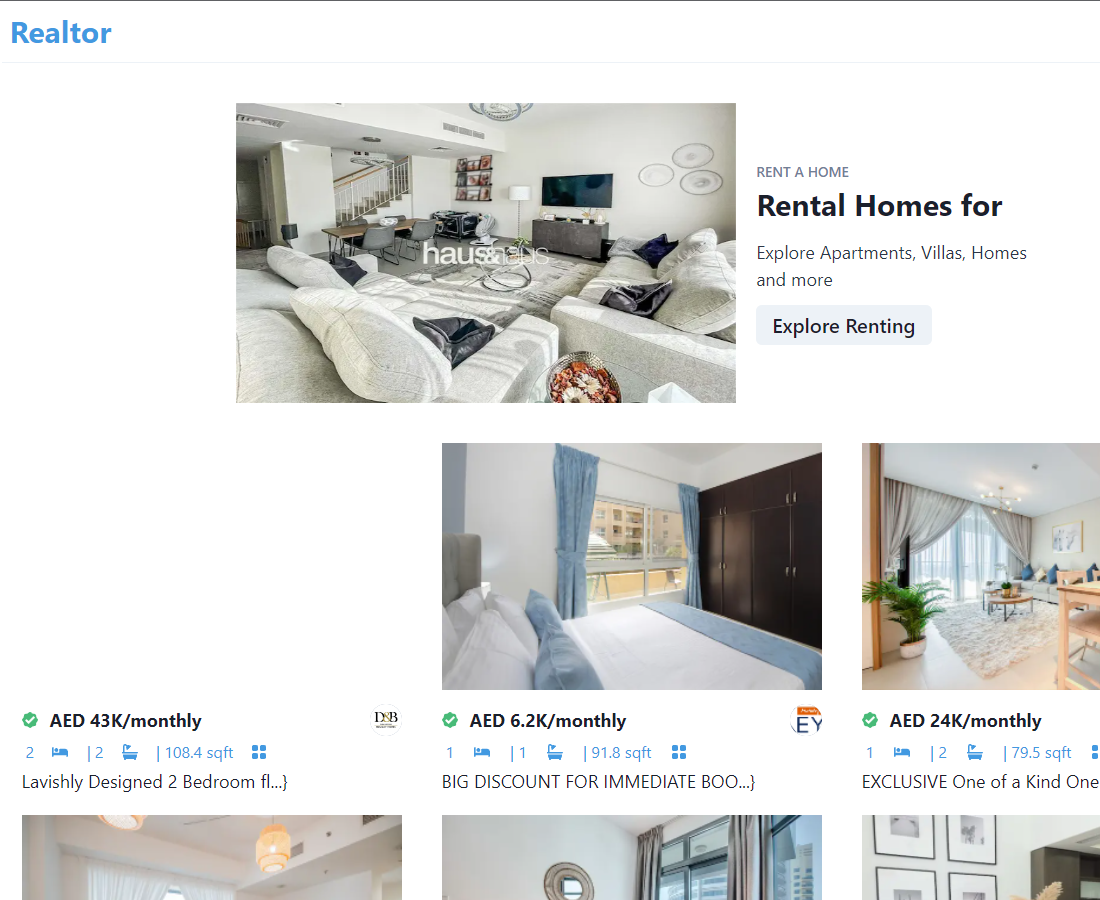 Realtor
haus&haus
RENT A HOME
Rental Homes for
Explore Apartments, Villas, Homes
and more
Explore Renting
AED 43K/monthly
D&B
2 | 2 | 108.4 sqft
Lavishly Designed 2 Bedroom fl...}
AED 6.2K/monthly
EY
1 | 1 | 91.8 sqft
BIG DISCOUNT FOR IMMEDIATE BOO...}
AED 24K/monthly
1 | 2 | 79.5 sqft
EXCLUSIVE One of a Kind One